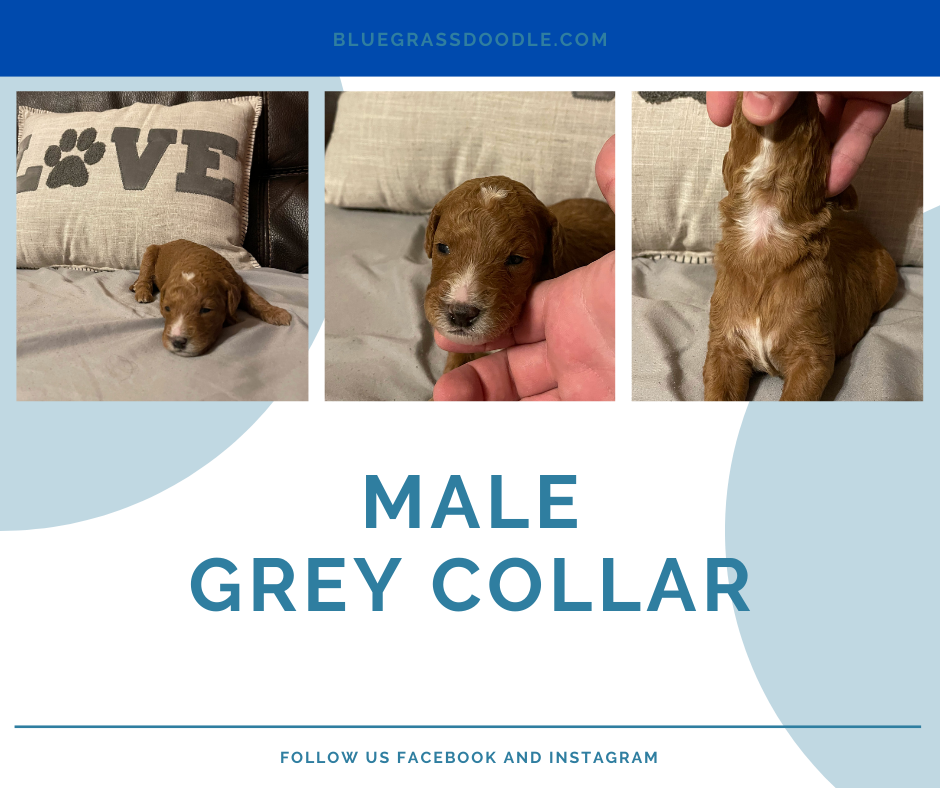 BLUEGRASSDOODLE.COM
LOVE
MALE
GREY COLLAR
FOLLOW US FACEBOOK AND INSTAGRAM